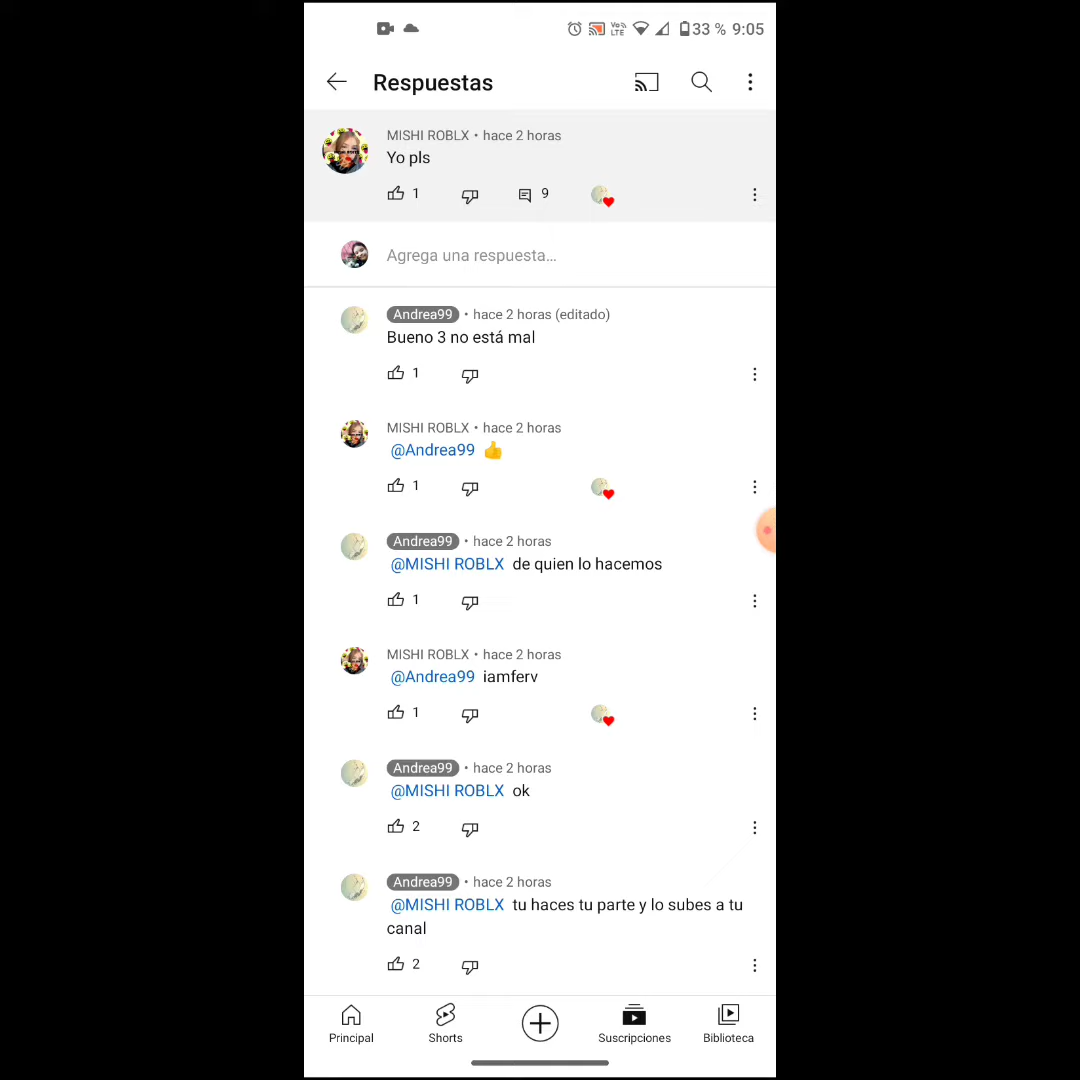 33 % 9:05
Respuestas
MISHI ROBLX • hace 2 horas
Yo pls
1 9
Agrega una respuesta...
Andrea99 • hace 2 horas (editado)
Bueno 3 no está mal
1
MISHI ROBLX • hace 2 horas
@Andrea99 👍
1
Andrea99 • hace 2 horas
@MISHI ROBLX de quien lo hacemos
1
MISHI ROBLX • hace 2 horas
@Andrea99 iamferv
1
Andrea99 • hace 2 horas
@MISHI ROBLX ok
2
Andrea99 • hace 2 horas
@MISHI ROBLX tu haces tu parte y lo subes a tu
canal
2
Principal Shorts Suscripciones Biblioteca